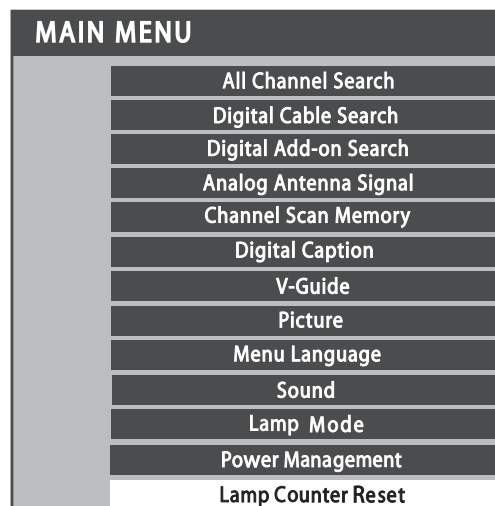 MAIN MENU
All Channel Search
Digital Cable Search
Digital Add-on Search
Analog Antenna Signal
Channel Scan Memory
Digital Caption
V-Guide
Picture
Menu Language
Sound
Lamp Mode
Power Management
Lamp Counter Reset